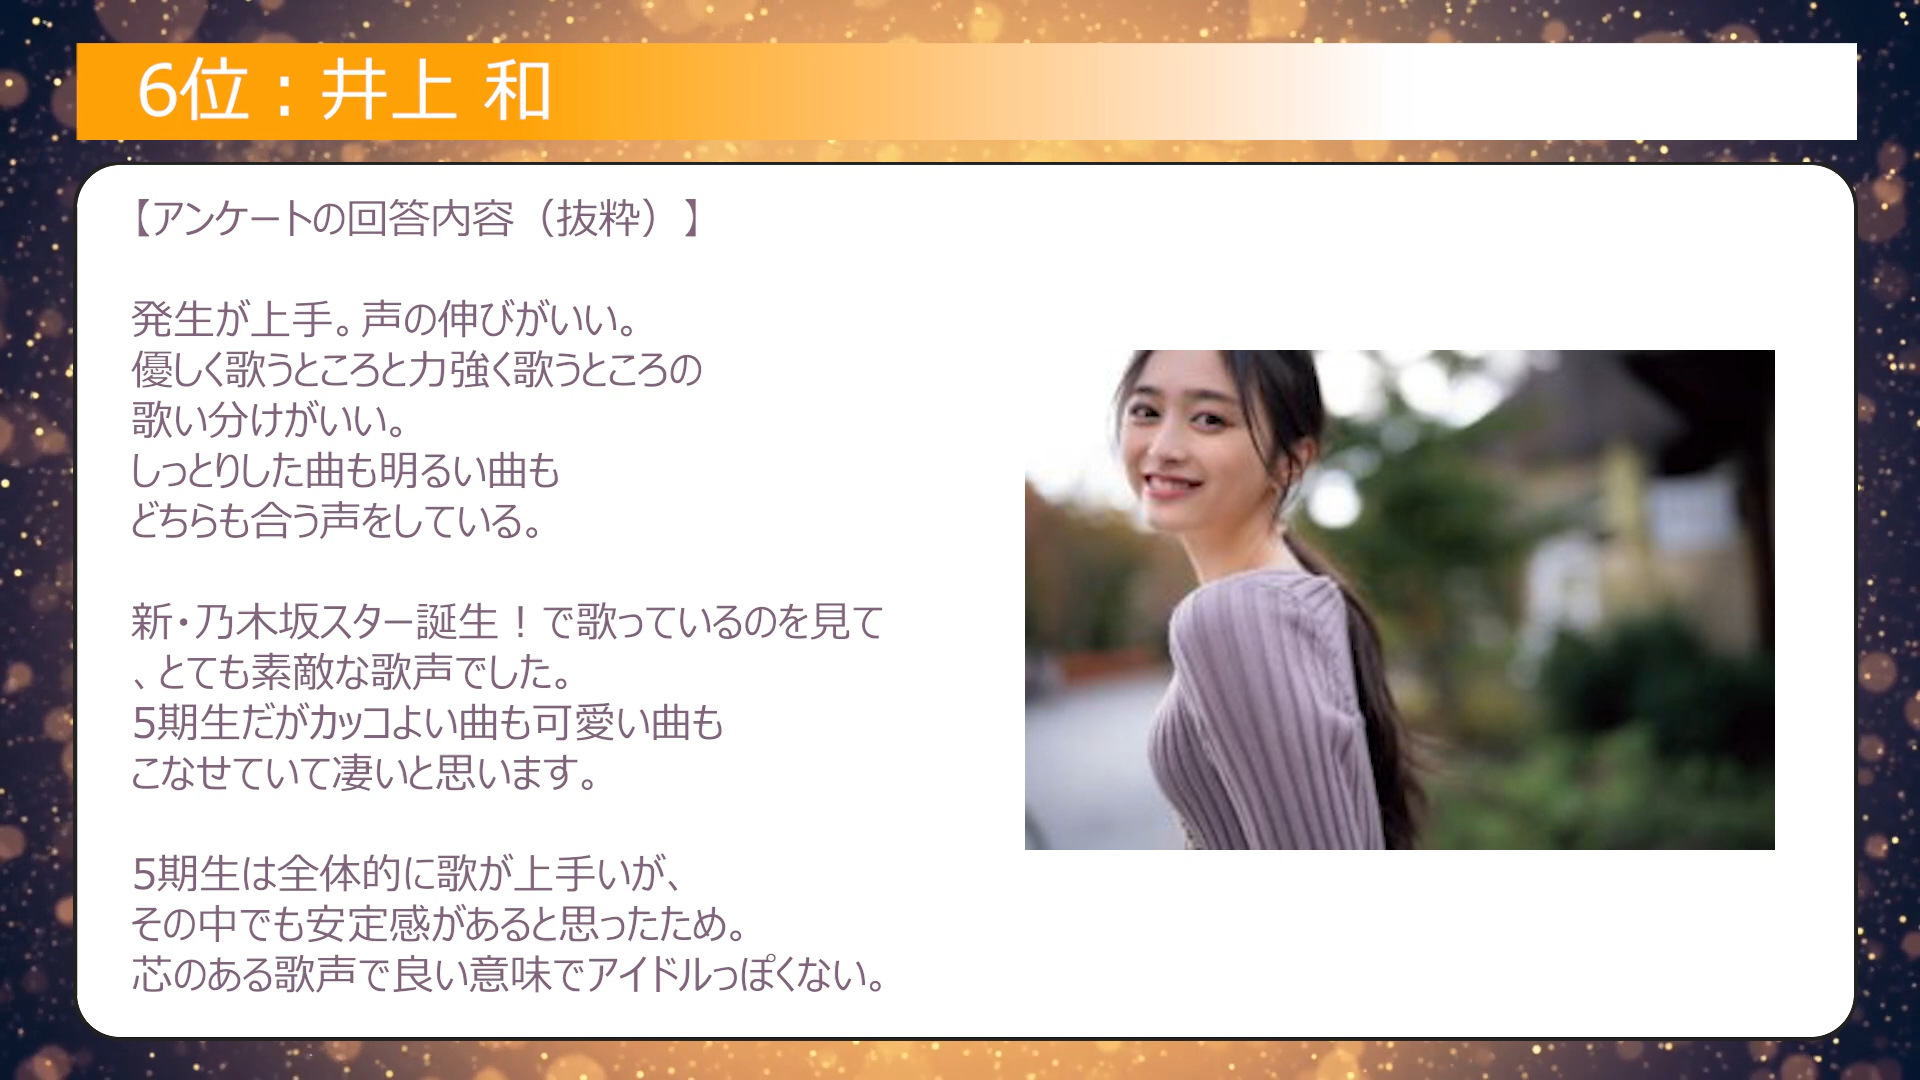 6位：井上 和
【アンケートの回答内容（抜粋）】
発生が上手。声の伸びがいい。
優しく歌うところと力強く歌うところの
歌い分けがいい。
しっとりした曲も明るい曲も
どちらも合う声をしている。
新・乃木坂スター誕生！で歌っているのを見て
、とても素敵な歌声でした。
5期生だがカッコよい曲も可愛い曲も
こなせていて凄いと思います。
5期生は全体的に歌が上手いが、
その中でも安定感があると思ったため。
芯のある歌声で良い意味でアイドルっぽくない。